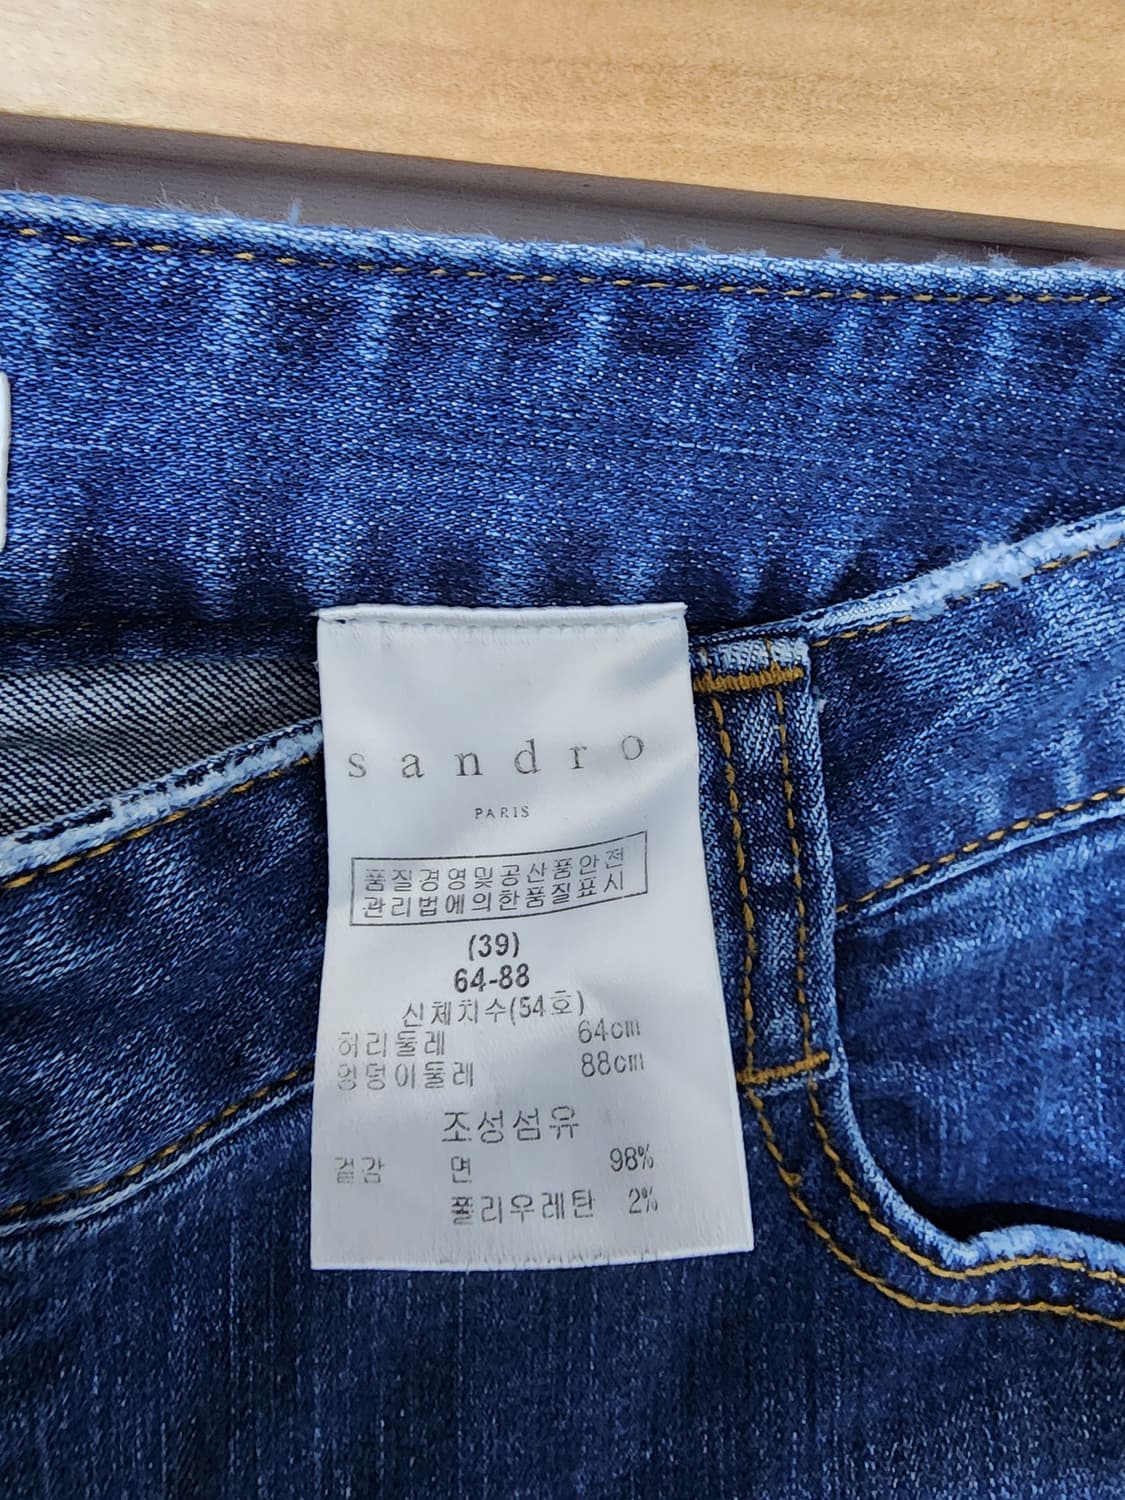 sandro
PARIS
품질경영및공산품안전
관리법에의한품질표시
(39)
64-88
신체치수(54호)
허리둘레 64cm
엉덩이둘레 88cm
조성섬유
겉감 면 98%
폴리우레탄 2%